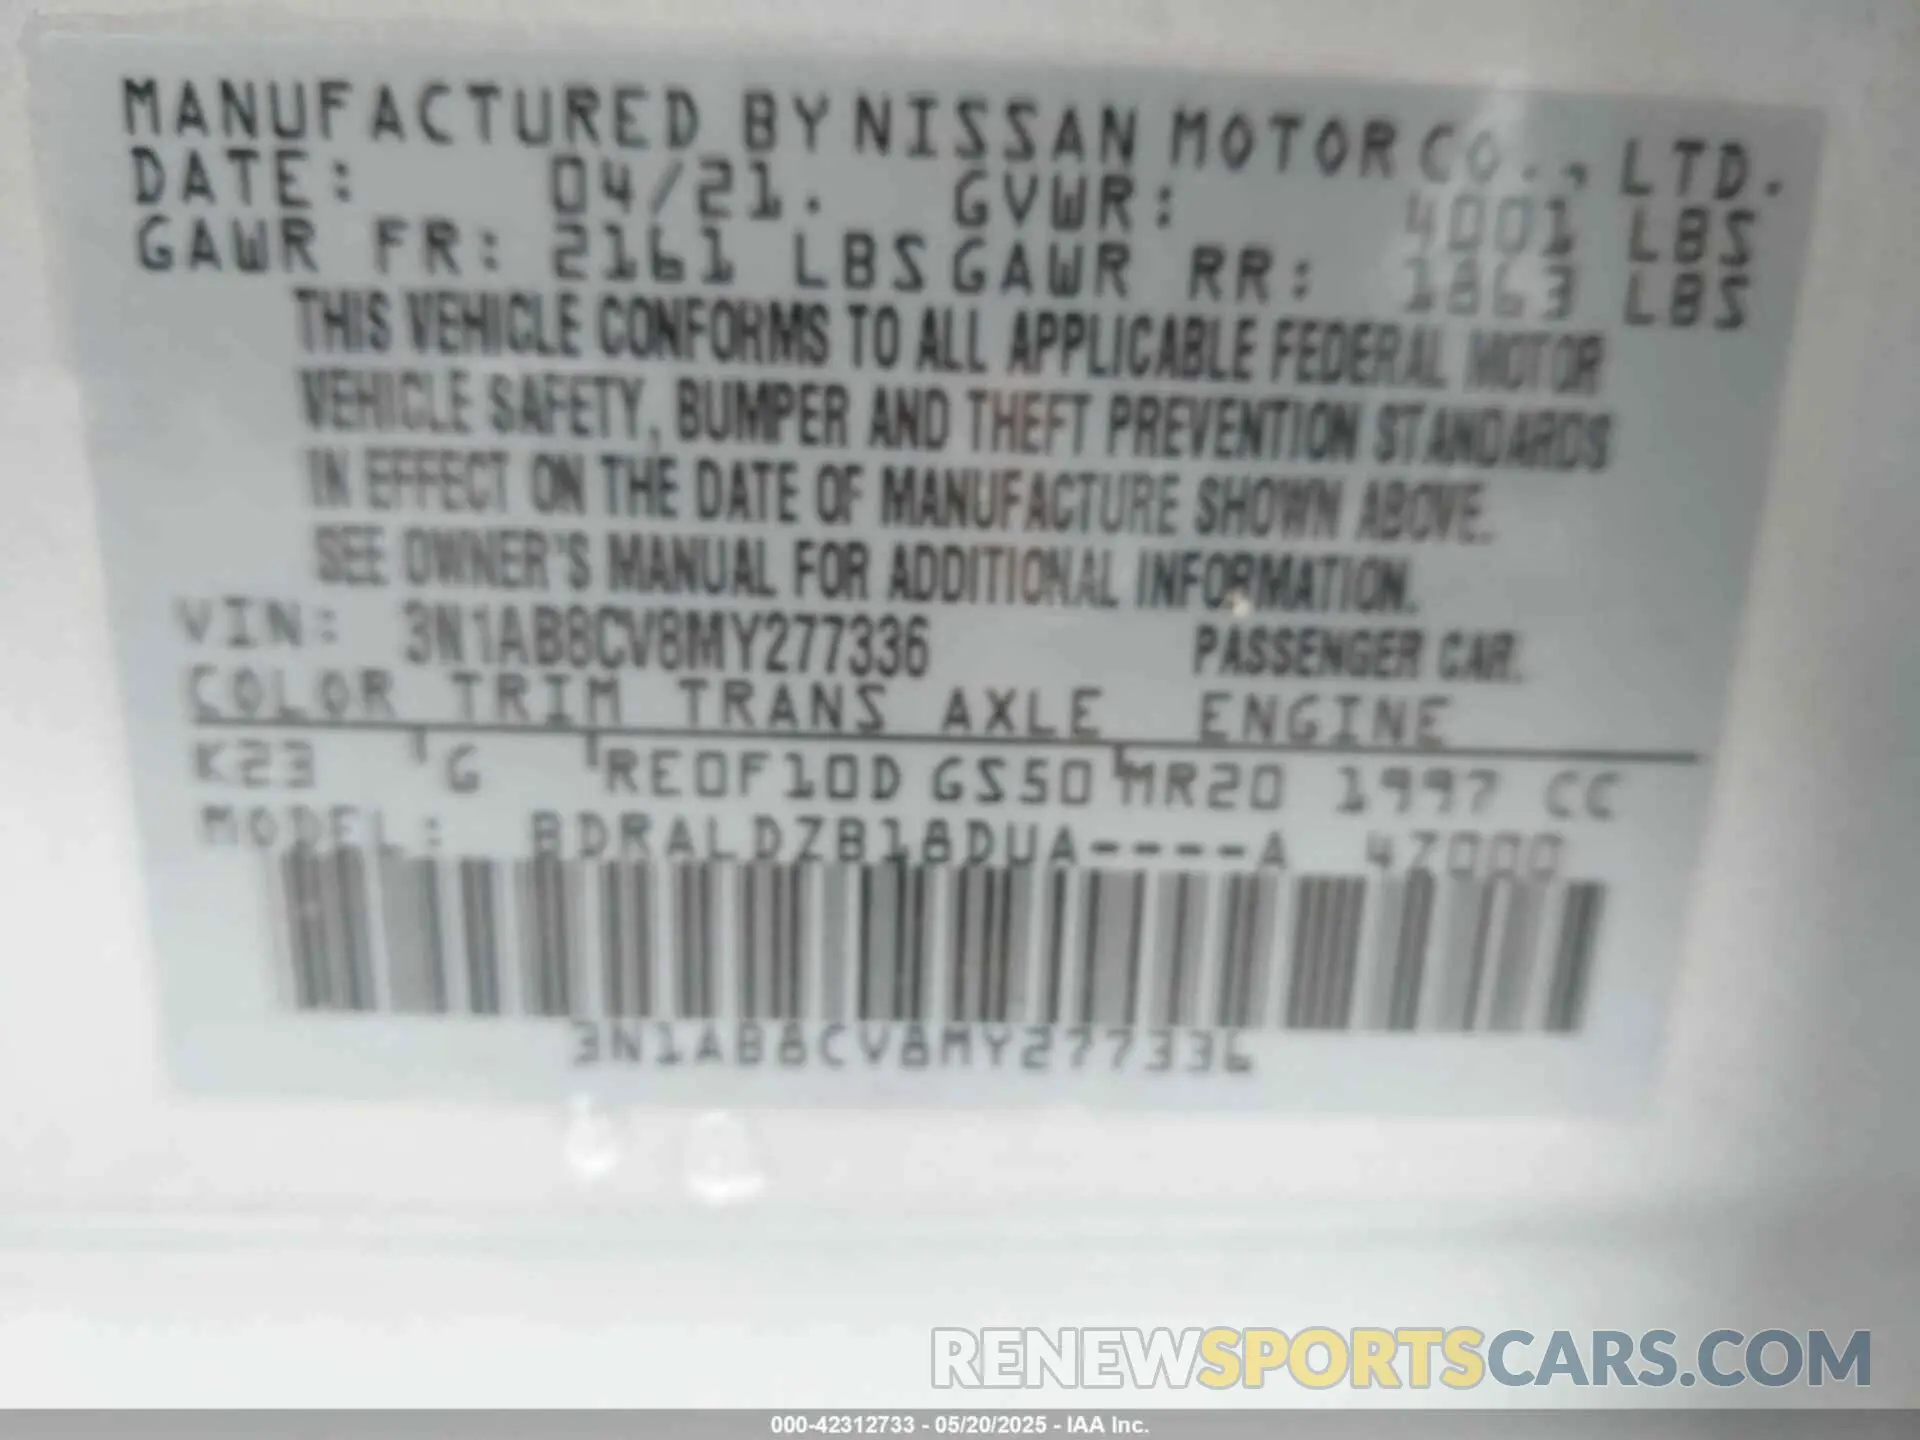 MANUFACTURED BY NISSAN MOTOR CO., LTD.
DATE: 04/21. GVWR: 4001 LBS
GAWR FR: 2161 LBS GAWR RR: 1863 LBS
THIS VEHICLE CONFORMS TO ALL APPLICABLE FEDERAL MOTOR
VEHICLE SAFETY, BUMPER AND THEFT PREVENTION STANDARDS
IN EFFECT ON THE DATE OF MANUFACTURE SHOWN ABOVE.
SEE OWNER'S MANUAL FOR ADDITIONAL INFORMATION.
VIN: 3N1AB8CV8MY277336 PASSENGER CAR.
COLOR TRIM TRANS AXLE ENGINE
K23 G RE0F10D GS50 MR20 1997 CC
MODEL: BDRALDZB18DUA----A 4Z000
3N1AB8CV8MY277336
RENEWSPORTSCARS.COM
000-42312733 - 05/20/2025 - IAA Inc.